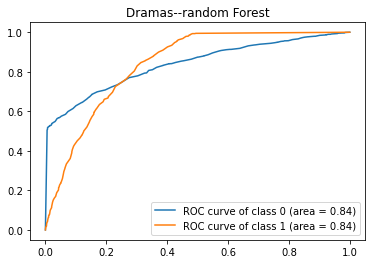 Dramas--random Forest
1.0
0.8
0.6
0.4
0.2
0.0
0.0 0.2 0.4 0.6 0.8 1.0
ROC curve of class 0 (area = 0.84)
ROC curve of class 1 (area = 0.84)